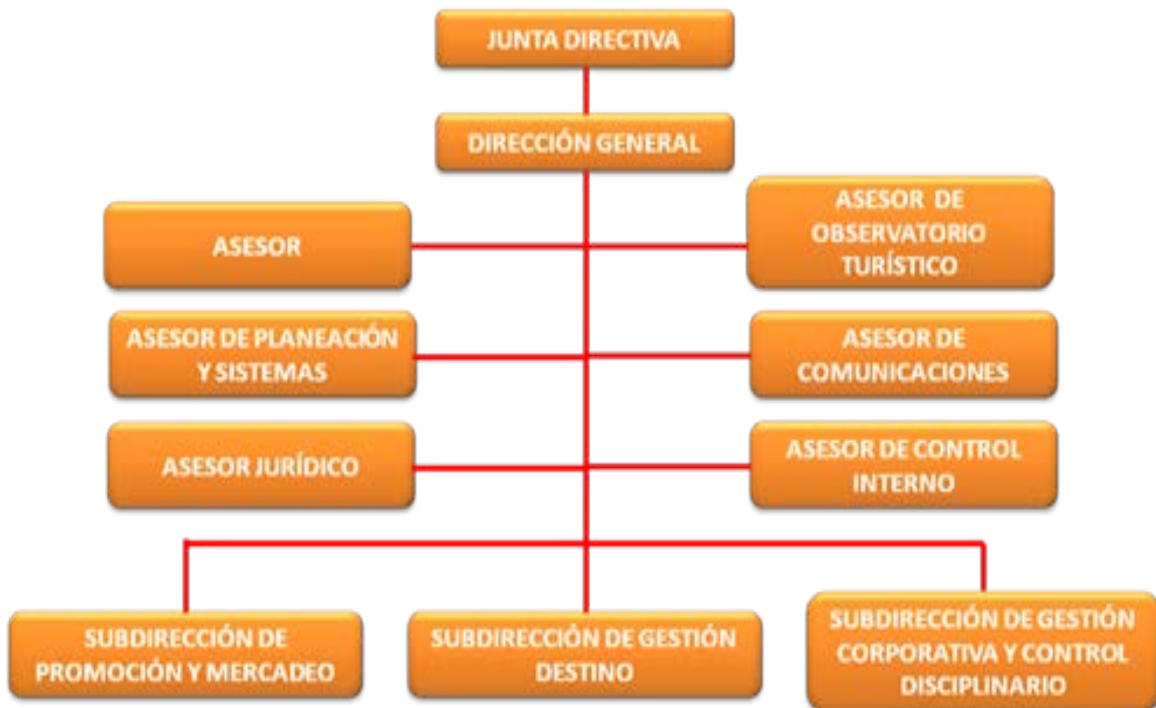 JUNTA DIRECTIVA
DIRECCIÓN GENERAL
ASESOR
ASESOR DE
OBSERVATORIO
TURÍSTICO
ASESOR DE PLANEACIÓN
Y SISTEMAS
ASESOR DE
COMUNICACIONES
ASESOR JURÍDICO
ASESOR DE CONTROL
INTERNO
SUBDIRECCIÓN DE
PROMOCIÓN Y MERCADEO
SUBDIRECCIÓN DE GESTIÓN
DESTINO
SUBDIRECCIÓN DE GESTIÓN
CORPORATIVA Y CONTROL
DISCIPLINARIO